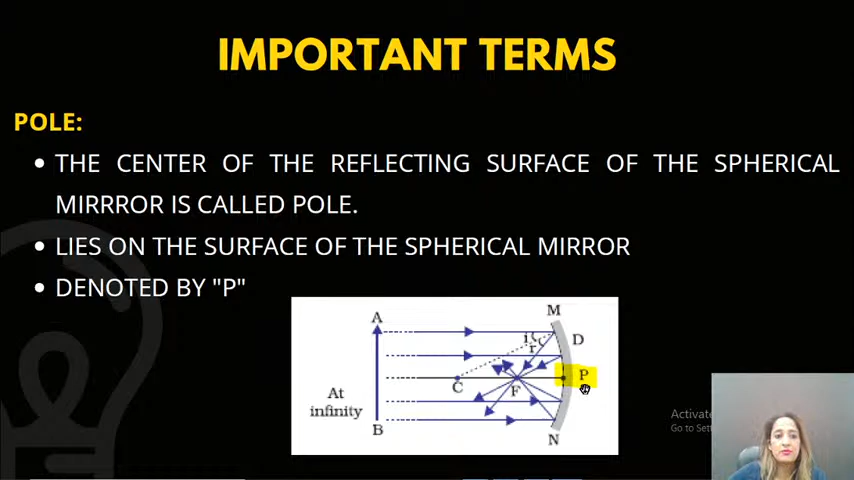 IMPORTANT TERMS
POLE:
• THE CENTER OF THE REFLECTING SURFACE OF THE SPHERICAL
MIRRROR IS CALLED POLE.
• LIES ON THE SURFACE OF THE SPHERICAL MIRROR
• DENOTED BY "P"
M
A
D
i
r
P
C
F
At
infinity
B
N
Activate
Go to Sett